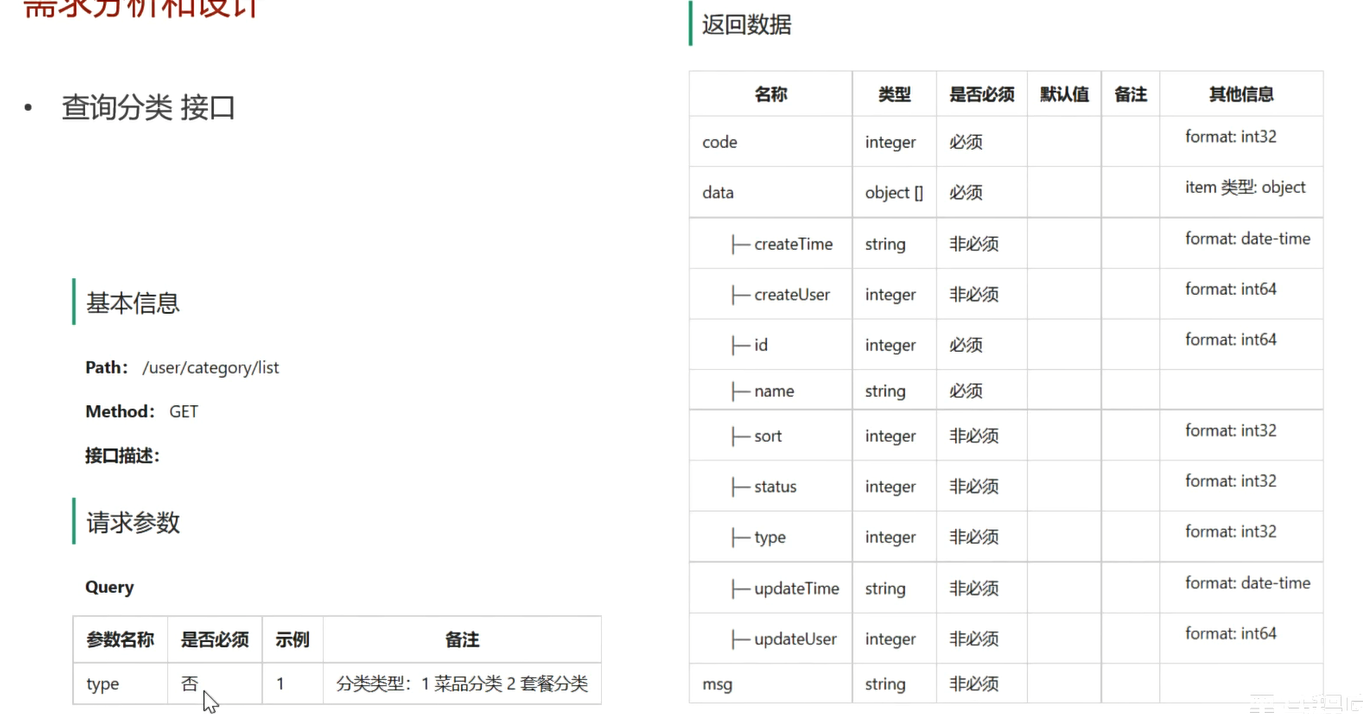 需求分析和设计
• 查询分类 接口
基本信息
Path： /user/category/list
Method： GET
接口描述：
请求参数
Query
参数名称 是否必须 示例 备注
type 否 1 分类类型：1 菜品分类 2 套餐分类
返回数据
名称 类型 是否必须 默认值 备注 其他信息
code integer 必须 format: int32
data object [] 必须 item 类型: object
├─ createTime string 非必须 format: date-time
├─ createUser integer 非必须 format: int64
├─ id integer 必须 format: int64
├─ name string 必须
├─ sort integer 非必须 format: int32
├─ status integer 非必须 format: int32
├─ type integer 非必须 format: int32
├─ updateTime string 非必须 format: date-time
├─ updateUser integer 非必须 format: int64
msg string 非必须